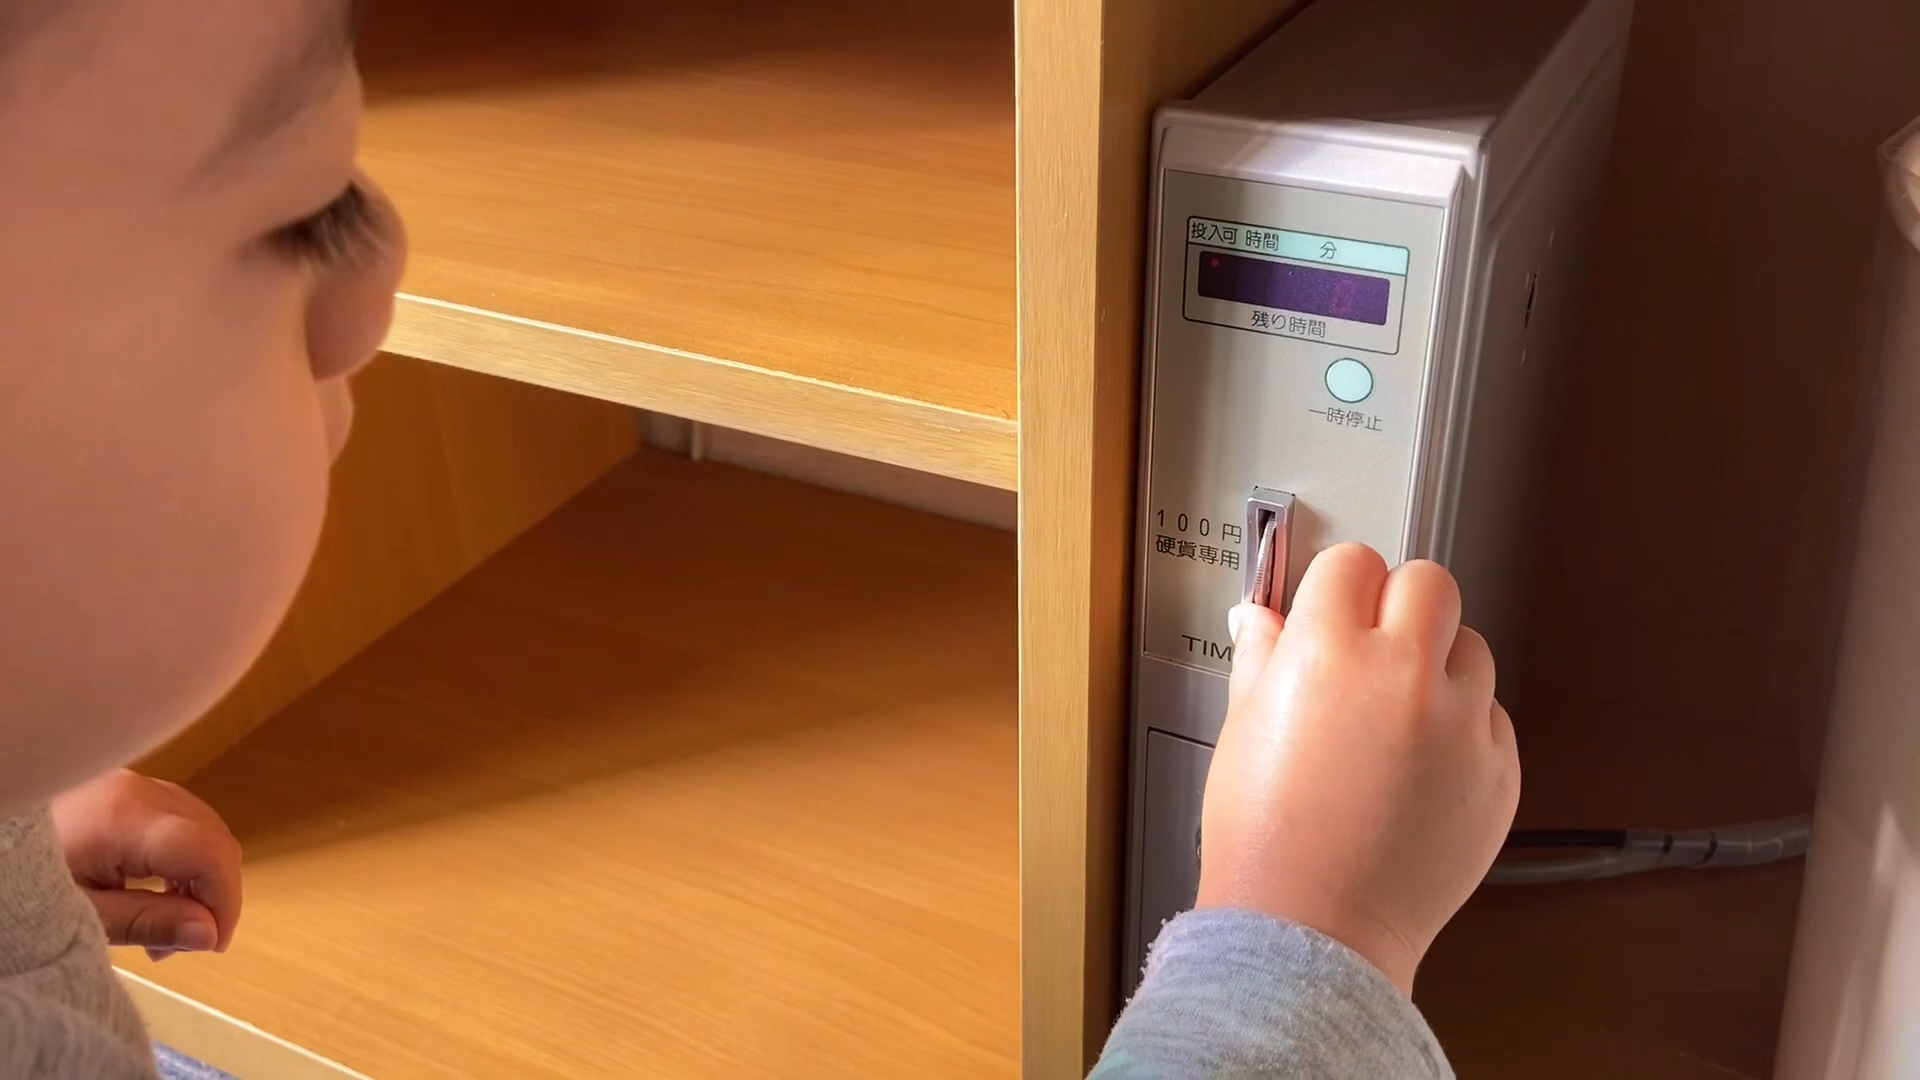 投入可 時間 分
残り時間
一時停止
100円
硬貨専用
TIM